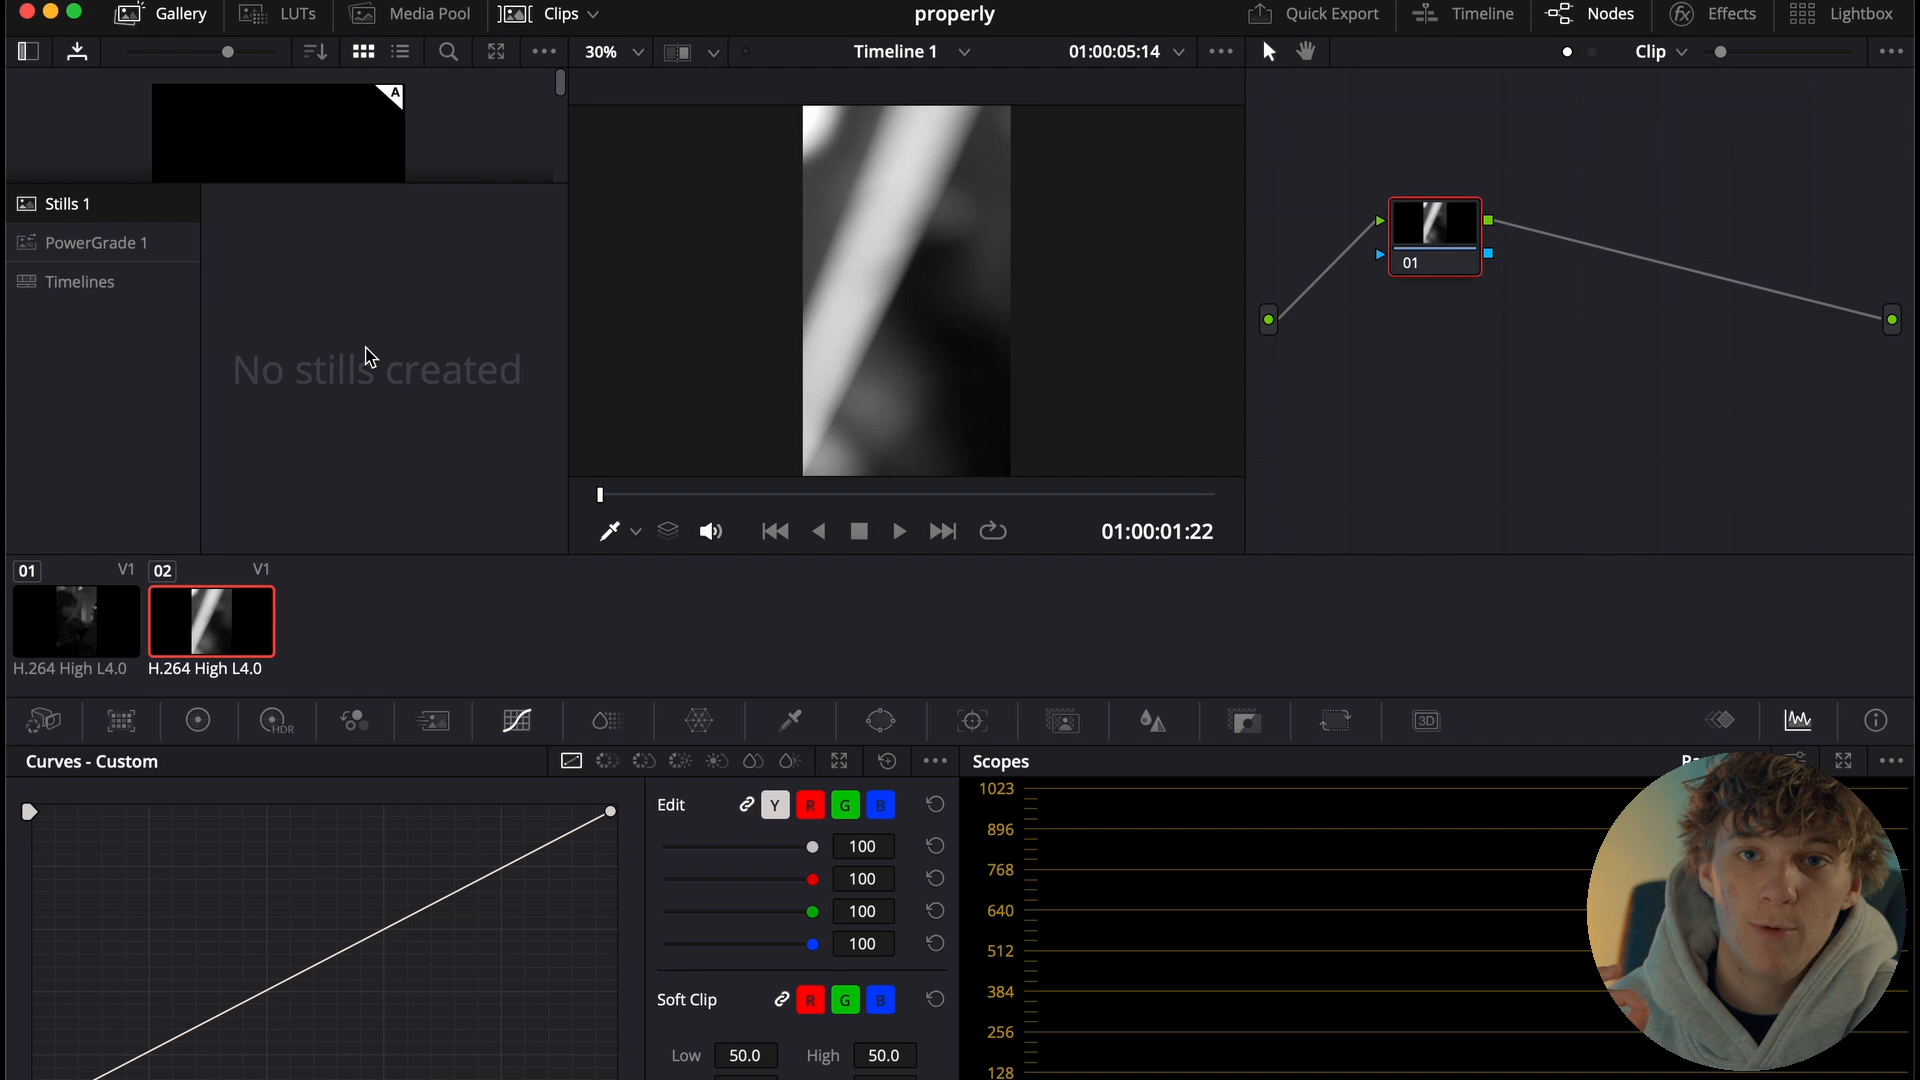 Gallery LUTs Media Pool Clips properly Quick Export Timeline Nodes Effects Lightbox
30% Timeline 1 01:00:05:14 Clip
A
Stills 1
PowerGrade 1
Timelines
No stills created
01
01:00:01:22
01 V1 02 V1
H.264 High L4.0 H.264 High L4.0
HDR
3D
Curves - Custom Scopes
Edit Y R G B
100
100
100
100
Soft Clip R G B
Low 50.0 High 50.0
1023
896
768
640
512
384
256
128